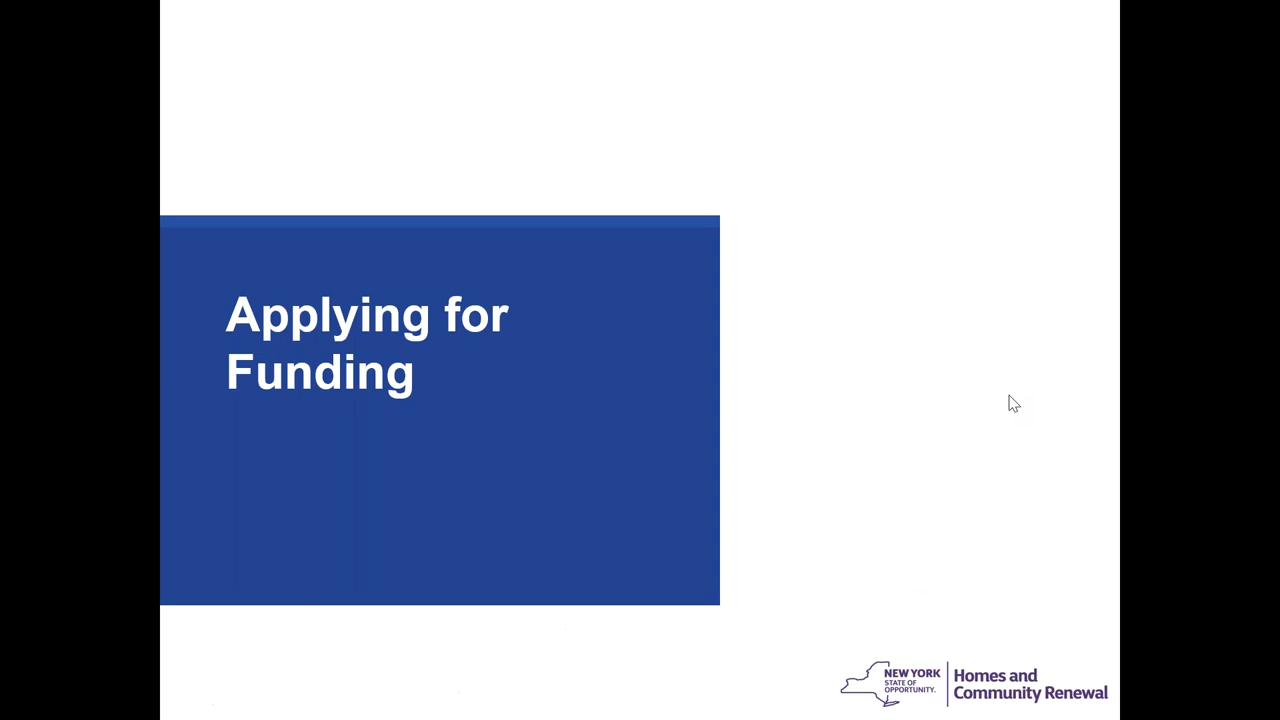 Applying for
Funding
NEW YORK
STATE OF
OPPORTUNITY.
Homes and
Community Renewal